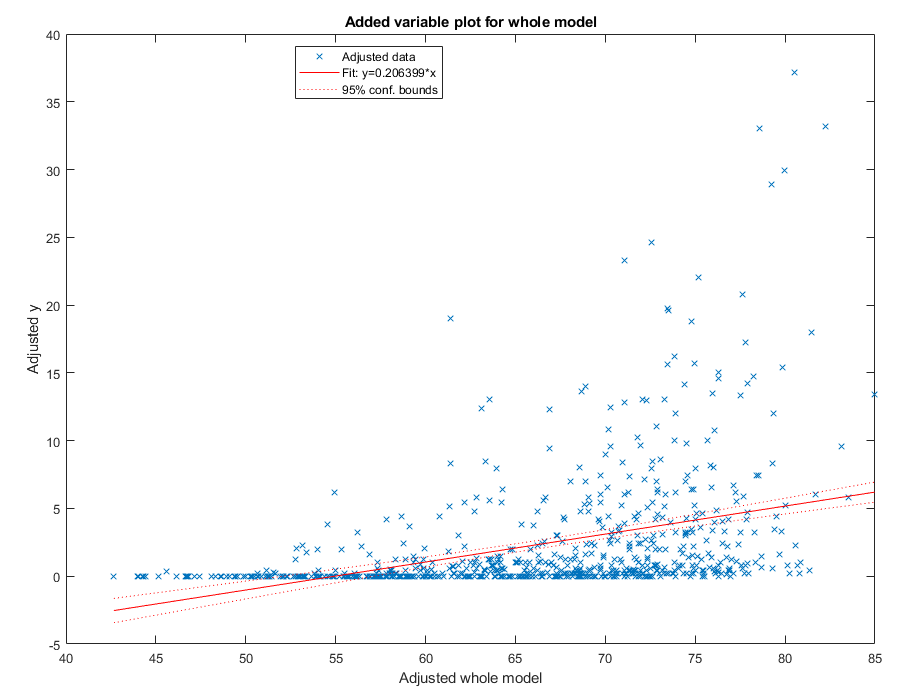 Added variable plot for whole model
Adjusted data
Fit: y=0.206399*x
95% conf. bounds
40
35
30
25
20
15
10
5
0
-5
Adjusted y
40 45 50 55 60 65 70 75 80 85
Adjusted whole model